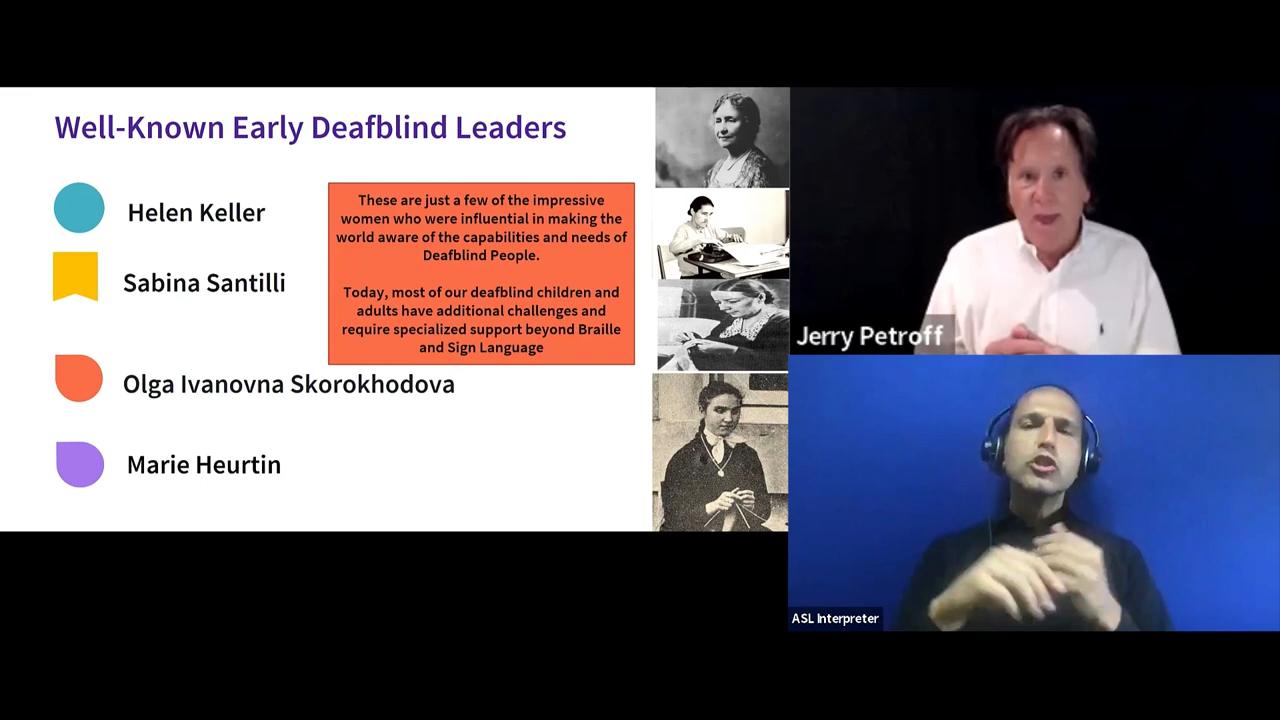 Well-Known Early Deafblind Leaders
Helen Keller
Sabina Santilli
These are just a few of the impressive
women who were influential in making the
world aware of the capabilities and needs of
Deafblind People.
Today, most of our deafblind children and
adults have additional challenges and
require specialized support beyond Braille
and Sign Language
Olga Ivanovna Skorokhodova
Marie Heurtin
Jerry Petroff
ASL Interpreter